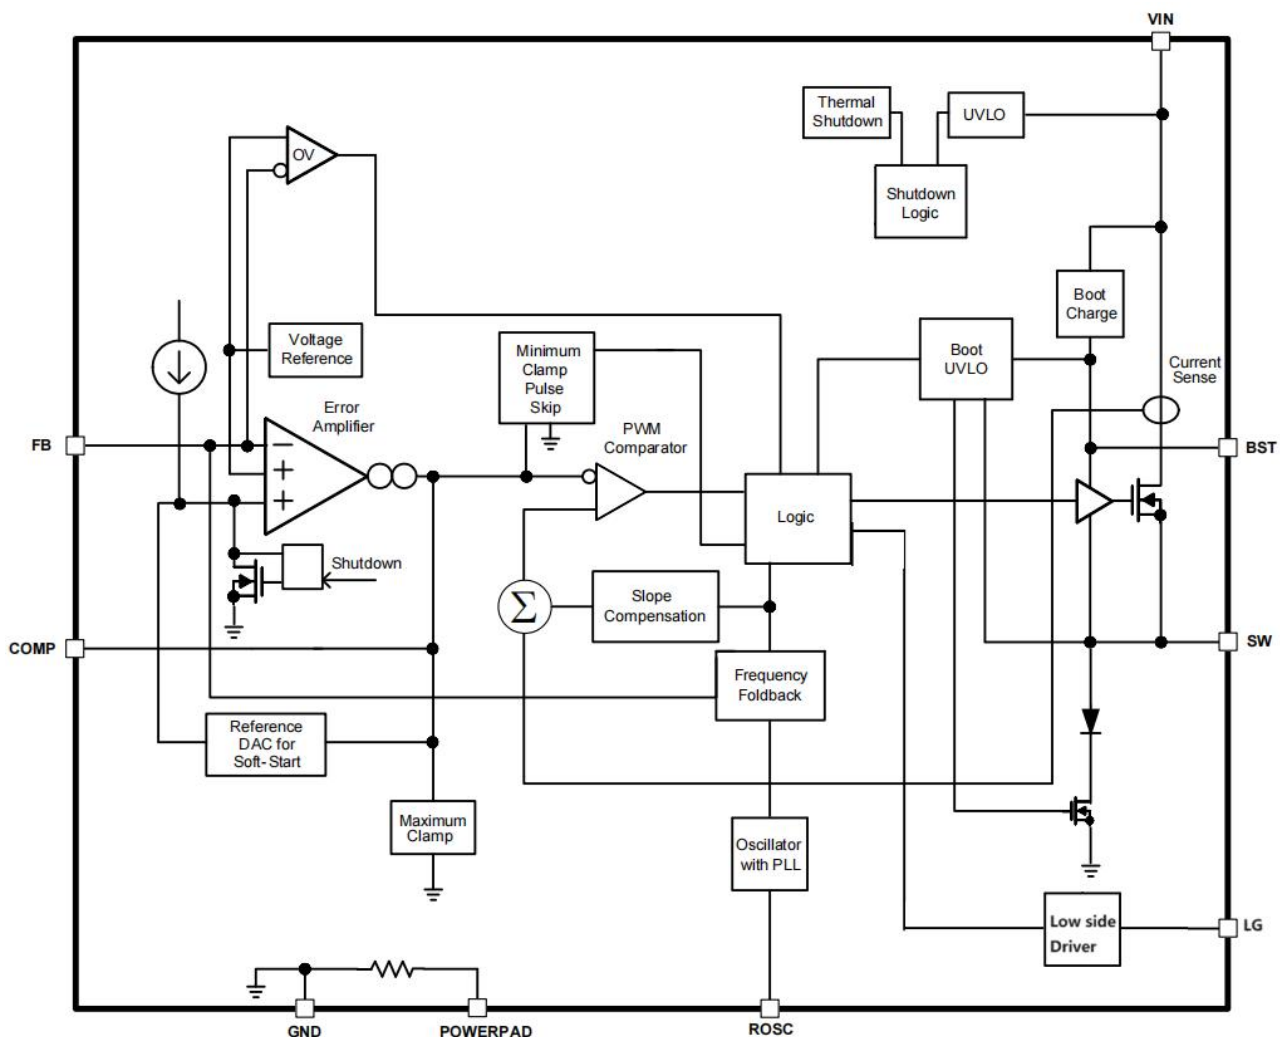 VIN
Thermal
Shutdown
UVLO
OV
Shutdown
Logic
Boot
Charge
Voltage
Reference
Minimum
Clamp
Pulse
Skip
Boot
UVLO
Current
Sense
Error
Amplifier
FB
−
+
+
PWM
Comparator
BST
Logic
Shutdown
Σ
Slope
Compensation
COMP
SW
Frequency
Foldback
Reference
DAC for
Soft-Start
Maximum
Clamp
Oscillator
with PLL
Low side
Driver
LG
GND
POWERPAD
ROSC